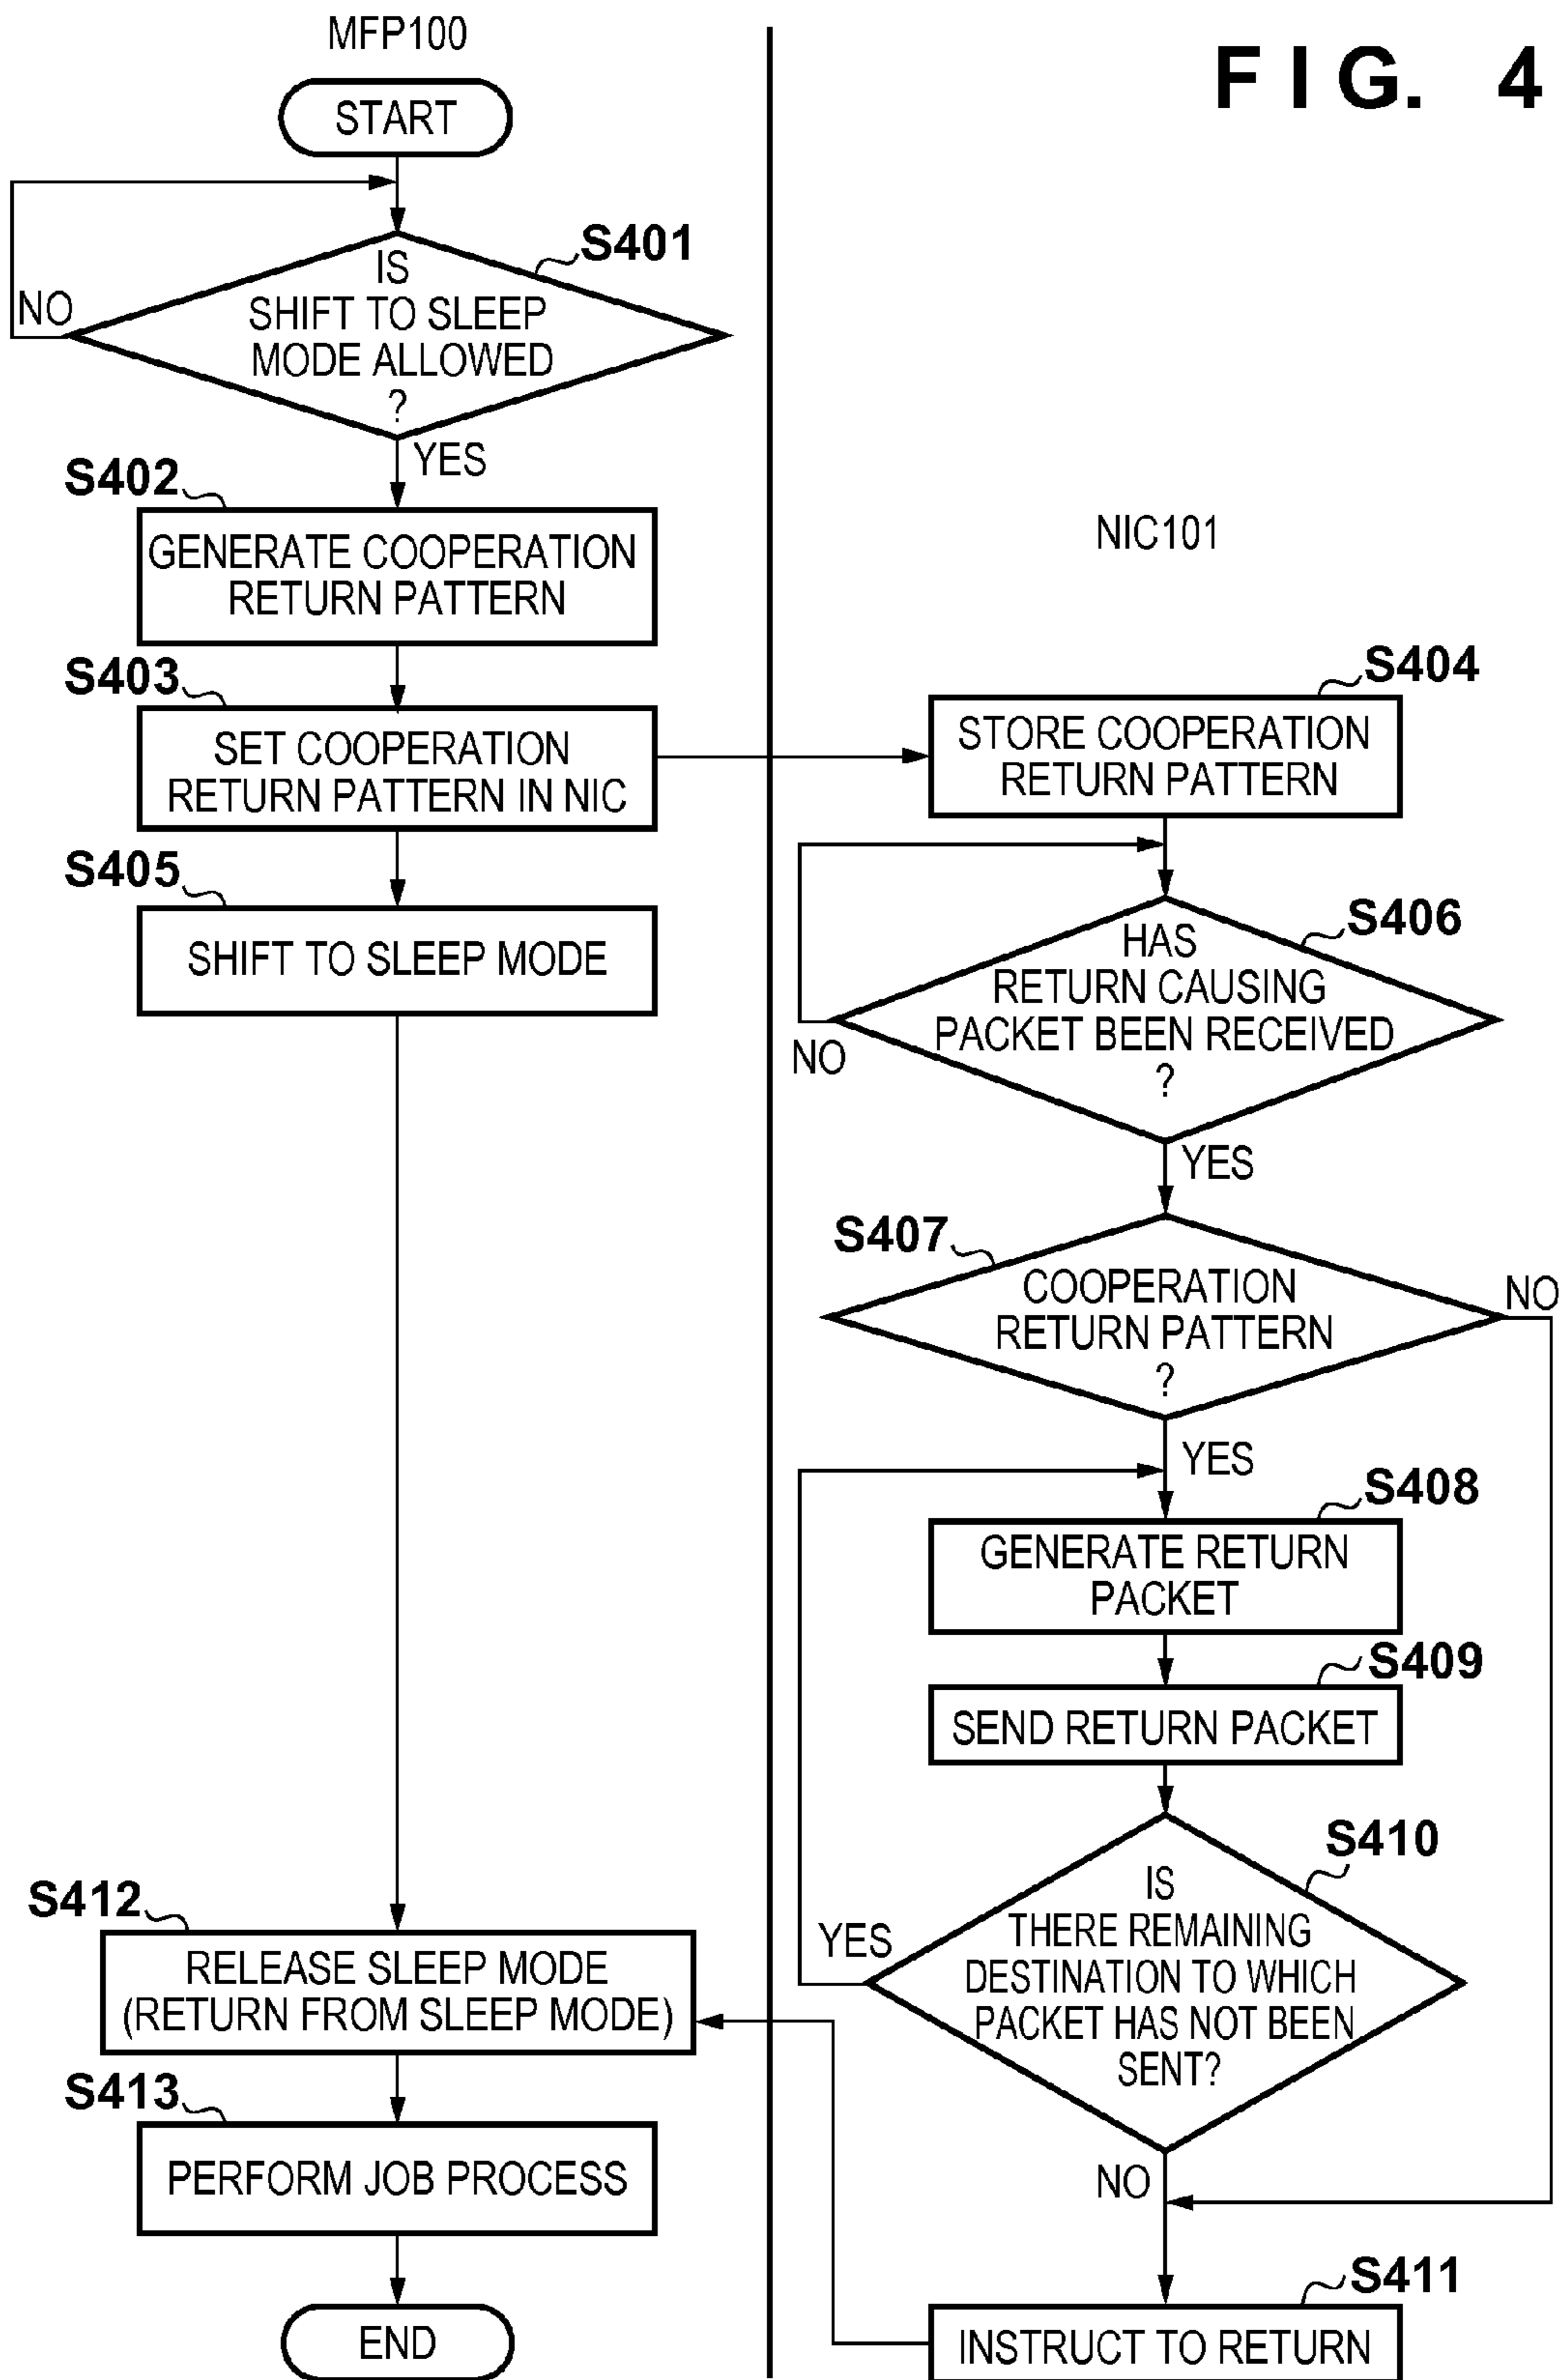 F I G. 4
MFP100
START
S401
IS
SHIFT TO SLEEP
MODE ALLOWED
?
NO
YES
S402
GENERATE COOPERATION
RETURN PATTERN
S403
SET COOPERATION
RETURN PATTERN IN NIC
S405
SHIFT TO SLEEP MODE
S412
RELEASE SLEEP MODE
(RETURN FROM SLEEP MODE)
S413
PERFORM JOB PROCESS
END
NIC101
S404
STORE COOPERATION
RETURN PATTERN
S406
HAS
RETURN CAUSING
PACKET BEEN RECEIVED
?
NO
YES
S407
COOPERATION
RETURN PATTERN
?
NO
YES
S408
GENERATE RETURN
PACKET
S409
SEND RETURN PACKET
S410
IS
THERE REMAINING
DESTINATION TO WHICH
PACKET HAS NOT BEEN
SENT?
YES
NO
S411
INSTRUCT TO RETURN